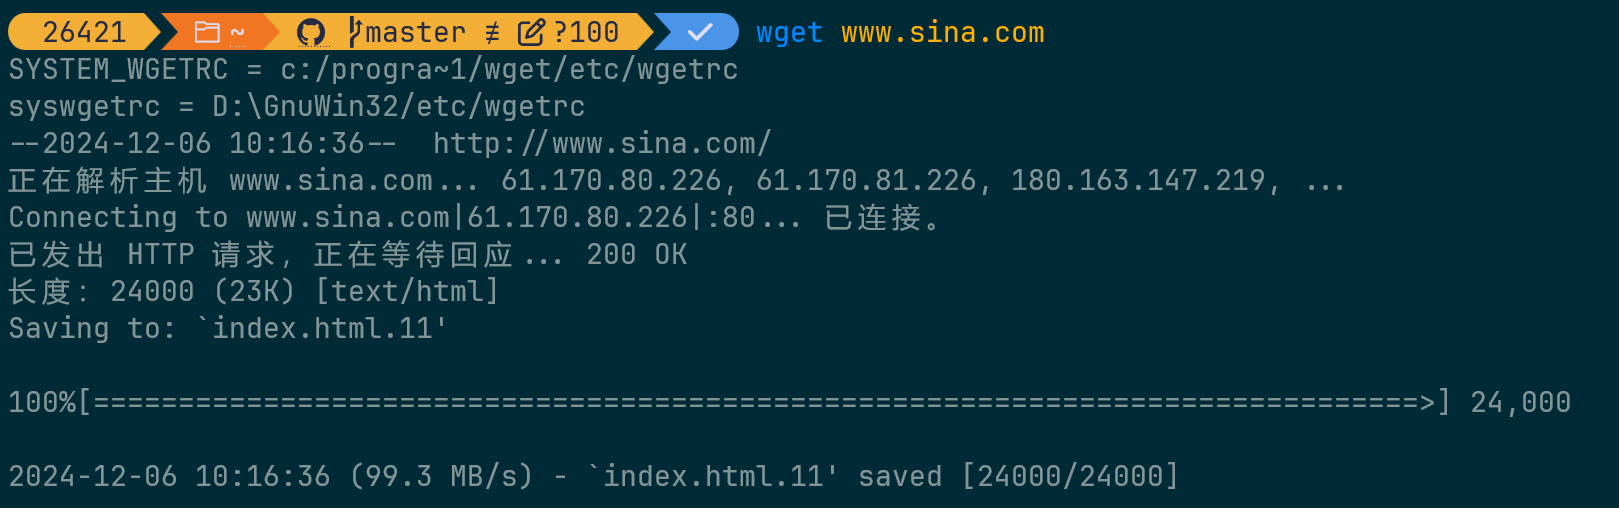 26421 ~ master ≢ ?100 wget www.sina.com
SYSTEM_WGETRC = c:/progra~1/wget/etc/wgetrc
syswgetrc = D:\GnuWin32/etc/wgetrc
--2024-12-06 10:16:36--  http://www.sina.com/
正在解析主机 www.sina.com... 61.170.80.226, 61.170.81.226, 180.163.147.219, ...
Connecting to www.sina.com|61.170.80.226|:80... 已连接。
已发出 HTTP 请求，正在等待回应... 200 OK
长度：24000 (23K) [text/html]
Saving to: `index.html.11'
100%[==============================================================================>] 24,000
2024-12-06 10:16:36 (99.3 MB/s) - `index.html.11' saved [24000/24000]